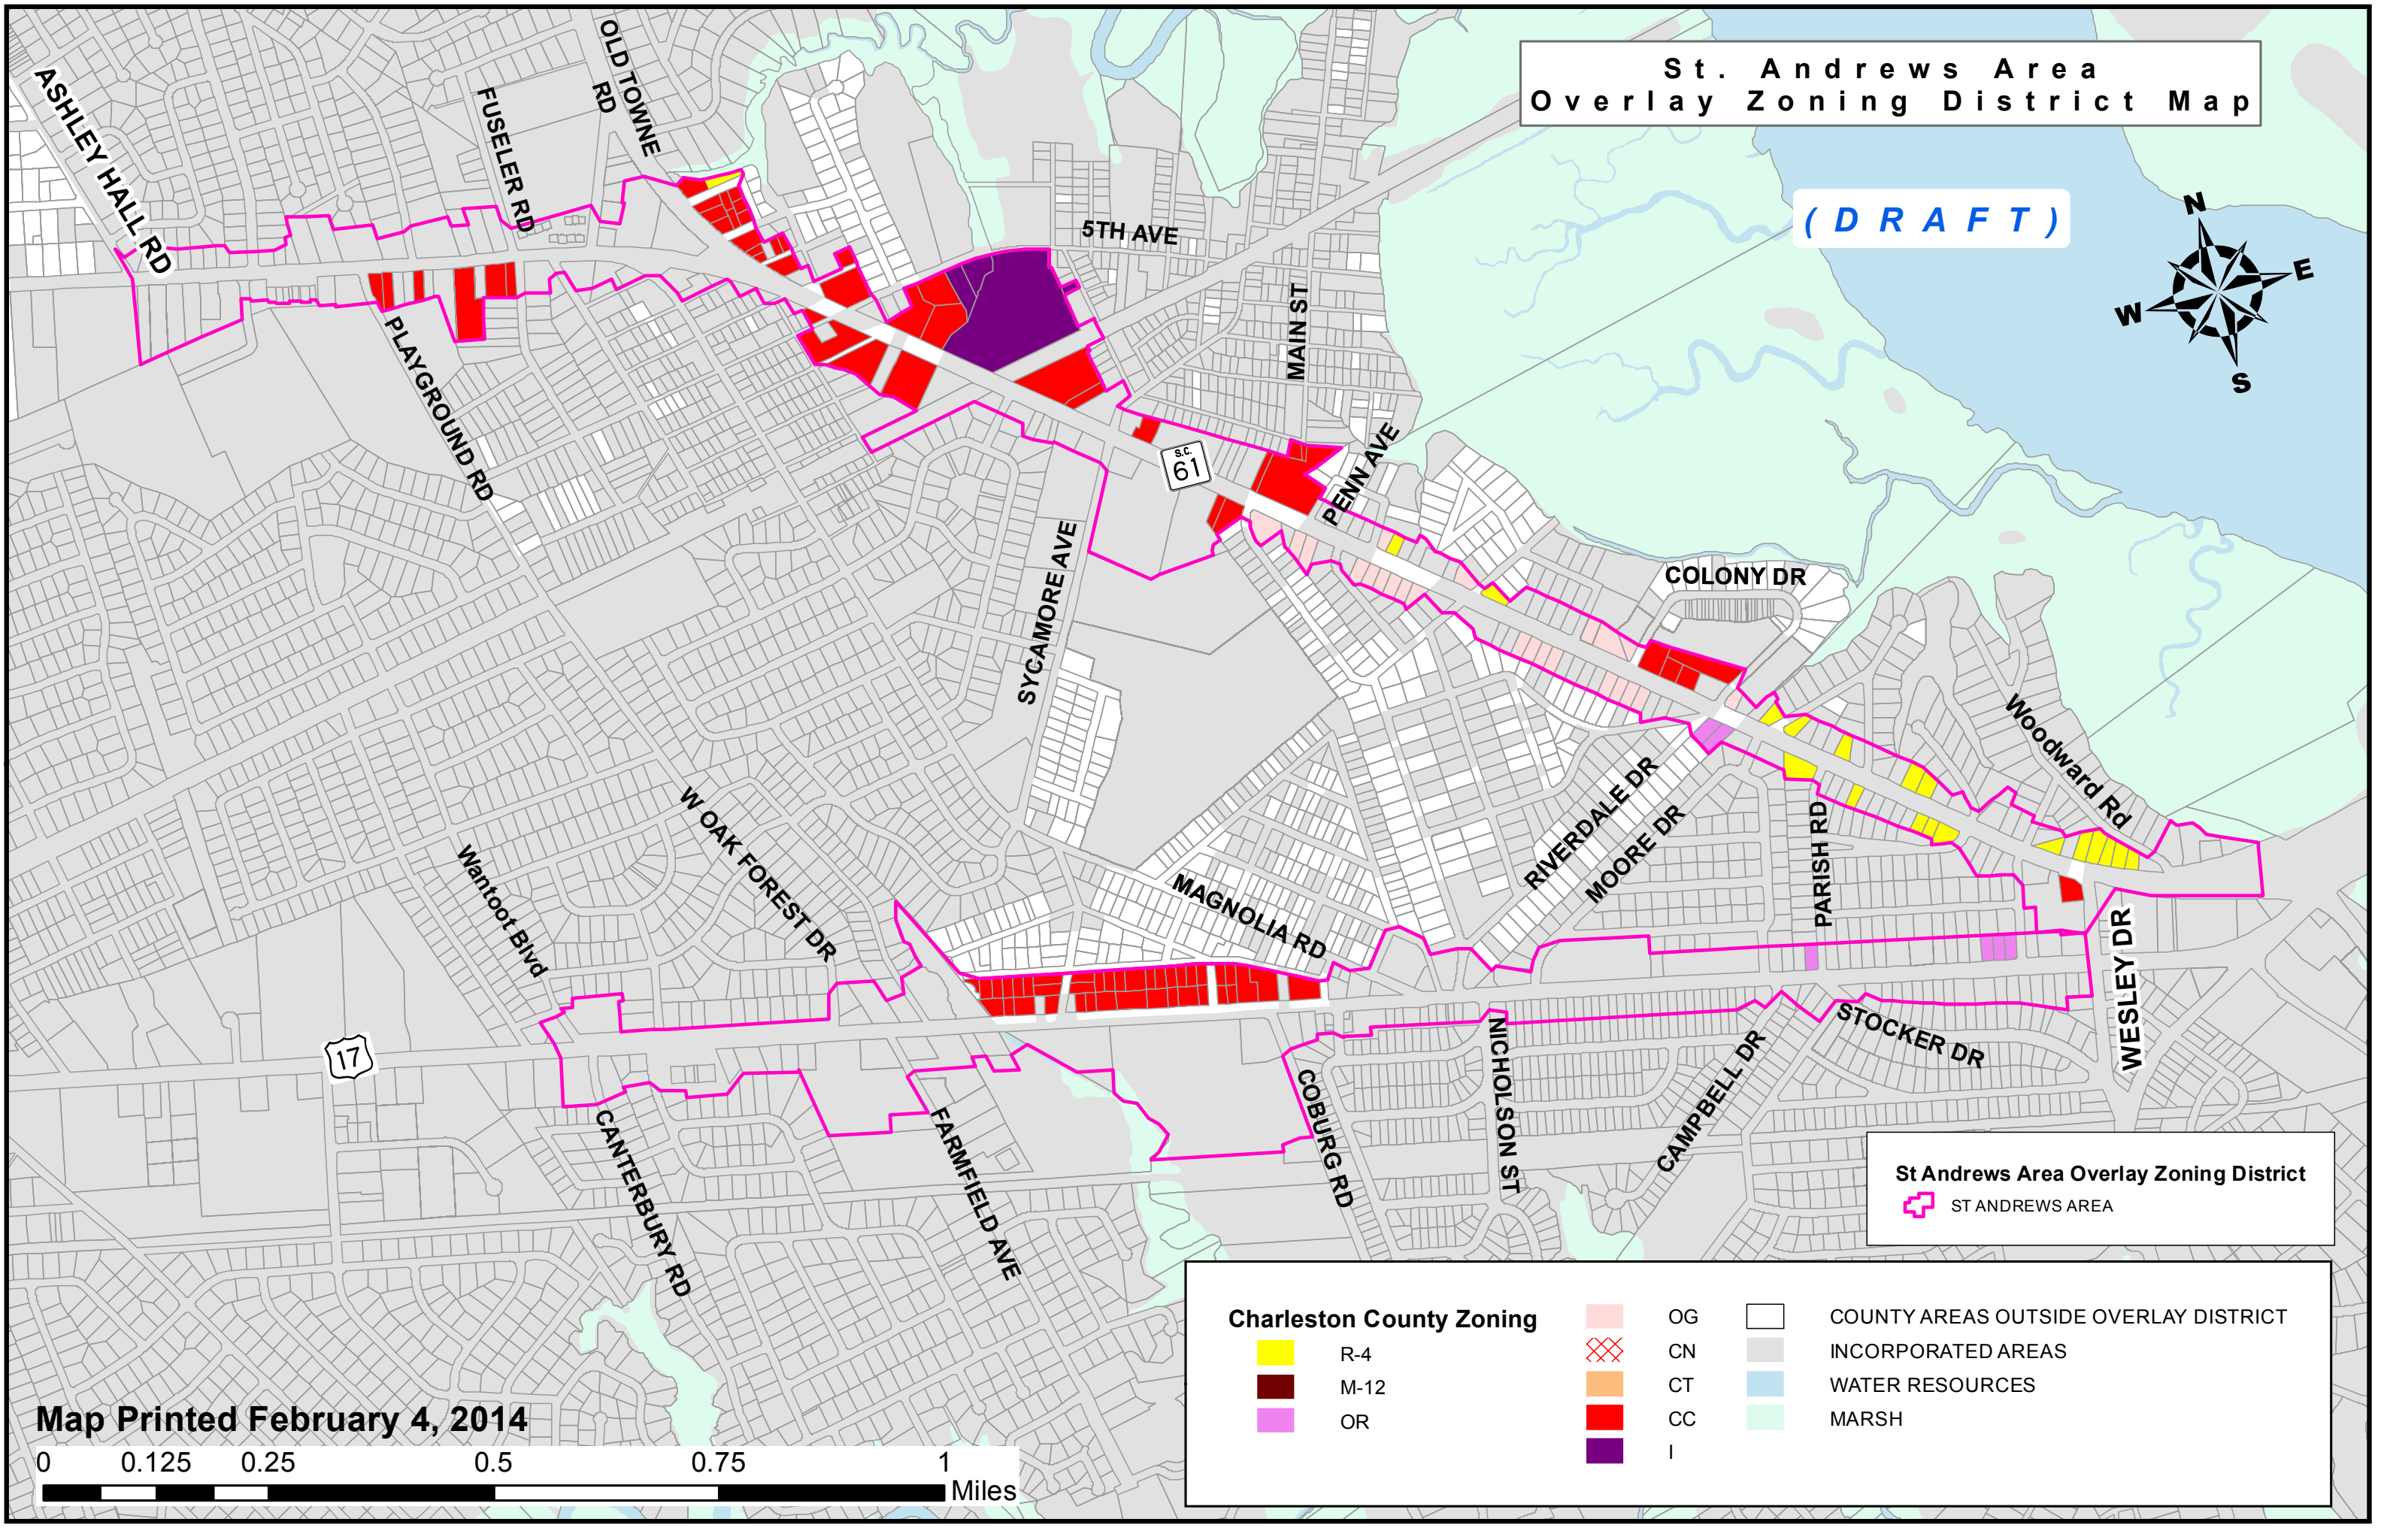 St. Andrews Area
Overlay Zoning District Map
(DRAFT)
N
E
W
S
ASHLEY HALL RD
FUSELER RD
OLD TOWNE
RD
5TH AVE
MAIN ST
PLAYGROUND RD
S.C.
61
PENN AVE
SYCAMORE AVE
COLONY DR
Woodward Rd
W OAK FOREST DR
Wantoot Blvd
MAGNOLIA RD
RIVERDALE DR
MOORE DR
PARISH RD
WESLEY DR
17
CANTERBURY RD
FARMFIELD AVE
COBURG RD
NICHOLSON ST
CAMPBELL DR
STOCKER DR
St Andrews Area Overlay Zoning District
ST ANDREWS AREA
Charleston County Zoning
R-4
M-12
OR
OG
CN
CT
CC
I
COUNTY AREAS OUTSIDE OVERLAY DISTRICT
INCORPORATED AREAS
WATER RESOURCES
MARSH
Map Printed February 4, 2014
0 0.125 0.25 0.5 0.75 1
Miles